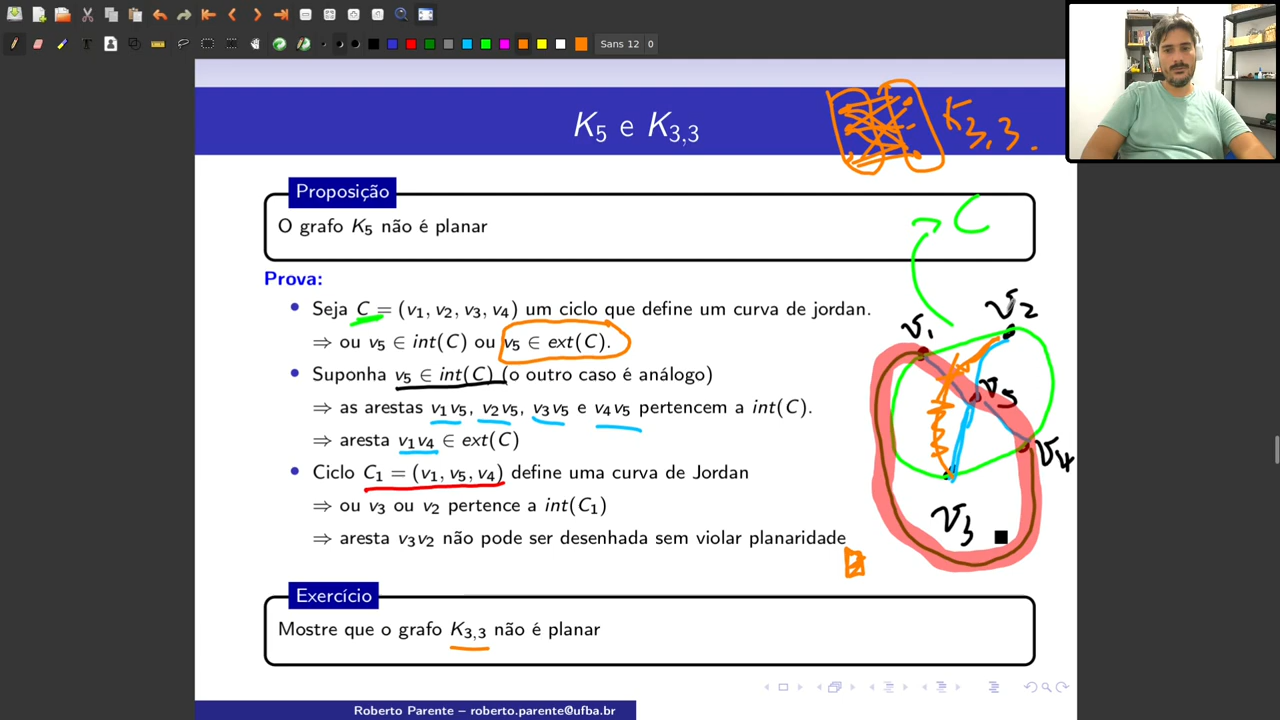 Sans 12 0
K₅ e K₃,₃
K₃,₃.
Proposição
O grafo K₅ não é planar
C
Prova:
• Seja C = (v₁, v₂, v₃, v₄) um ciclo que define um curva de jordan.
⇒ ou v₅ ∈ int(C) ou v₅ ∈ ext(C).
• Suponha v₅ ∈ int(C) (o outro caso é análogo)
⇒ as arestas v₁v₅, v₂v₅, v₃v₅ e v₄v₅ pertencem a int(C).
⇒ aresta v₁v₄ ∈ ext(C)
• Ciclo C₁ = (v₁, v₅, v₄) define uma curva de Jordan
⇒ ou v₃ ou v₂ pertence a int(C₁)
⇒ aresta v₃v₂ não pode ser desenhada sem violar planaridade
v₂
v₁
v₅
v₄
v₃
Exercício
Mostre que o grafo K₃,₃ não é planar
Roberto Parente – roberto.parente@ufba.br